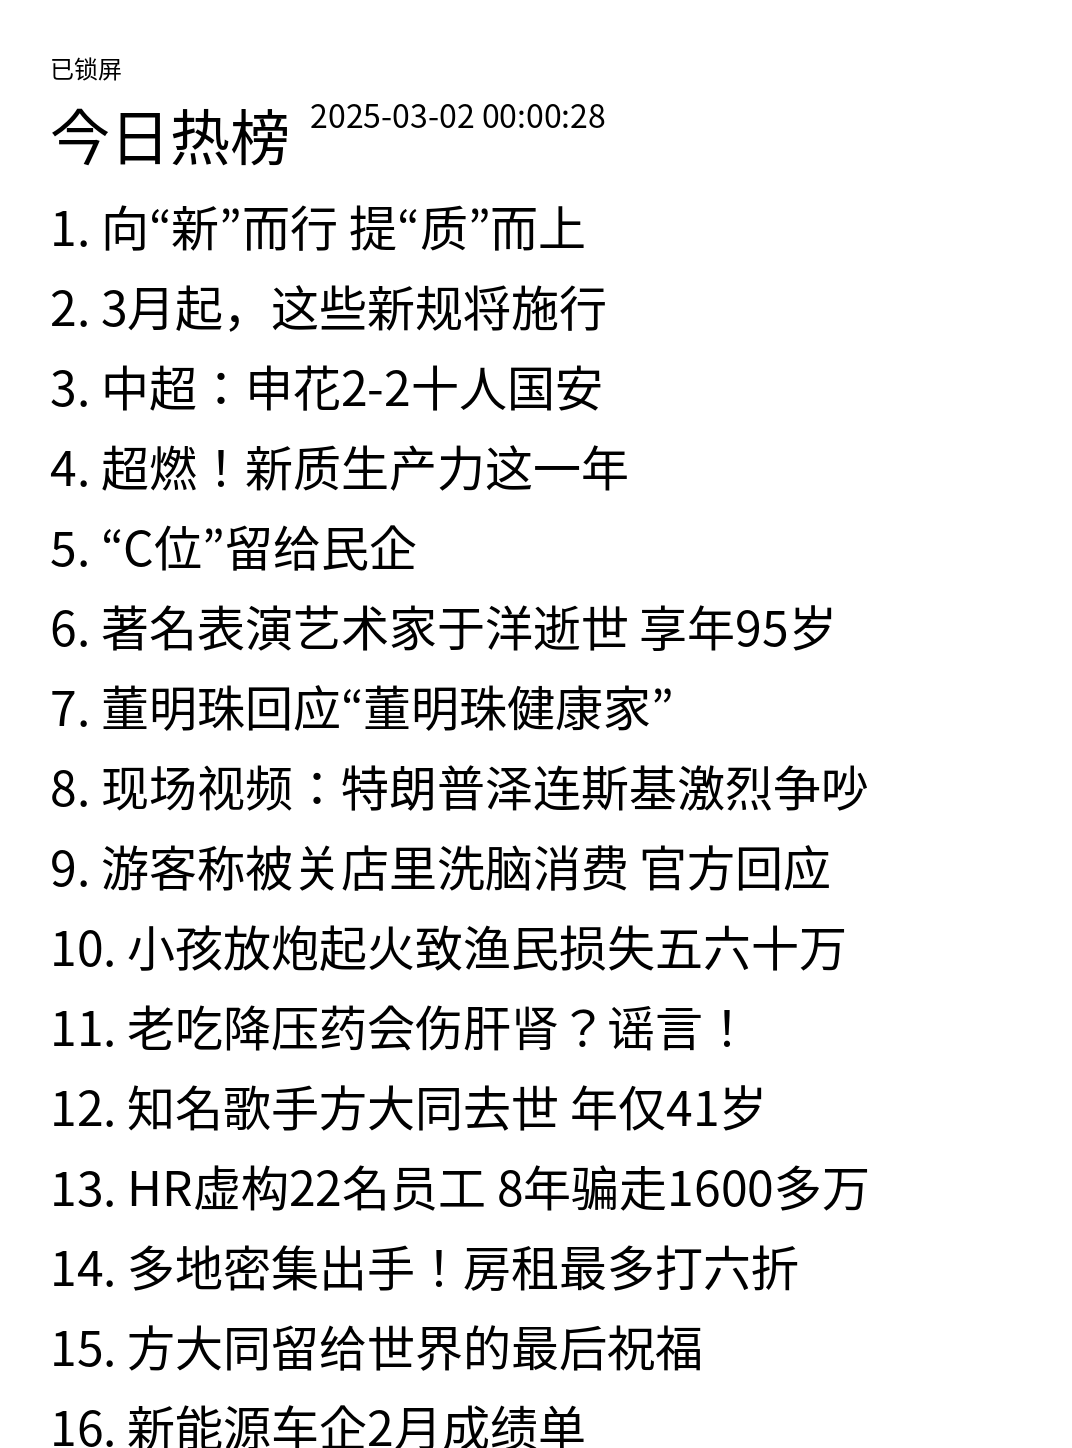 已锁屏
今日热榜 2025-03-02 00:00:28
1. 向“新”而行 提“质”而上
2. 3月起，这些新规将施行
3. 中超：申花2-2十人国安
4. 超燃！新质生产力这一年
5. “C位”留给民企
6. 著名表演艺术家于洋逝世 享年95岁
7. 董明珠回应“董明珠健康家”
8. 现场视频：特朗普泽连斯基激烈争吵
9. 游客称被关店里洗脑消费 官方回应
10. 小孩放炮起火致渔民损失五六十万
11. 老吃降压药会伤肝肾？谣言！
12. 知名歌手方大同去世 年仅41岁
13. HR虚构22名员工 8年骗走1600多万
14. 多地密集出手！房租最多打六折
15. 方大同留给世界的最后祝福
16. 新能源车企2月成绩单